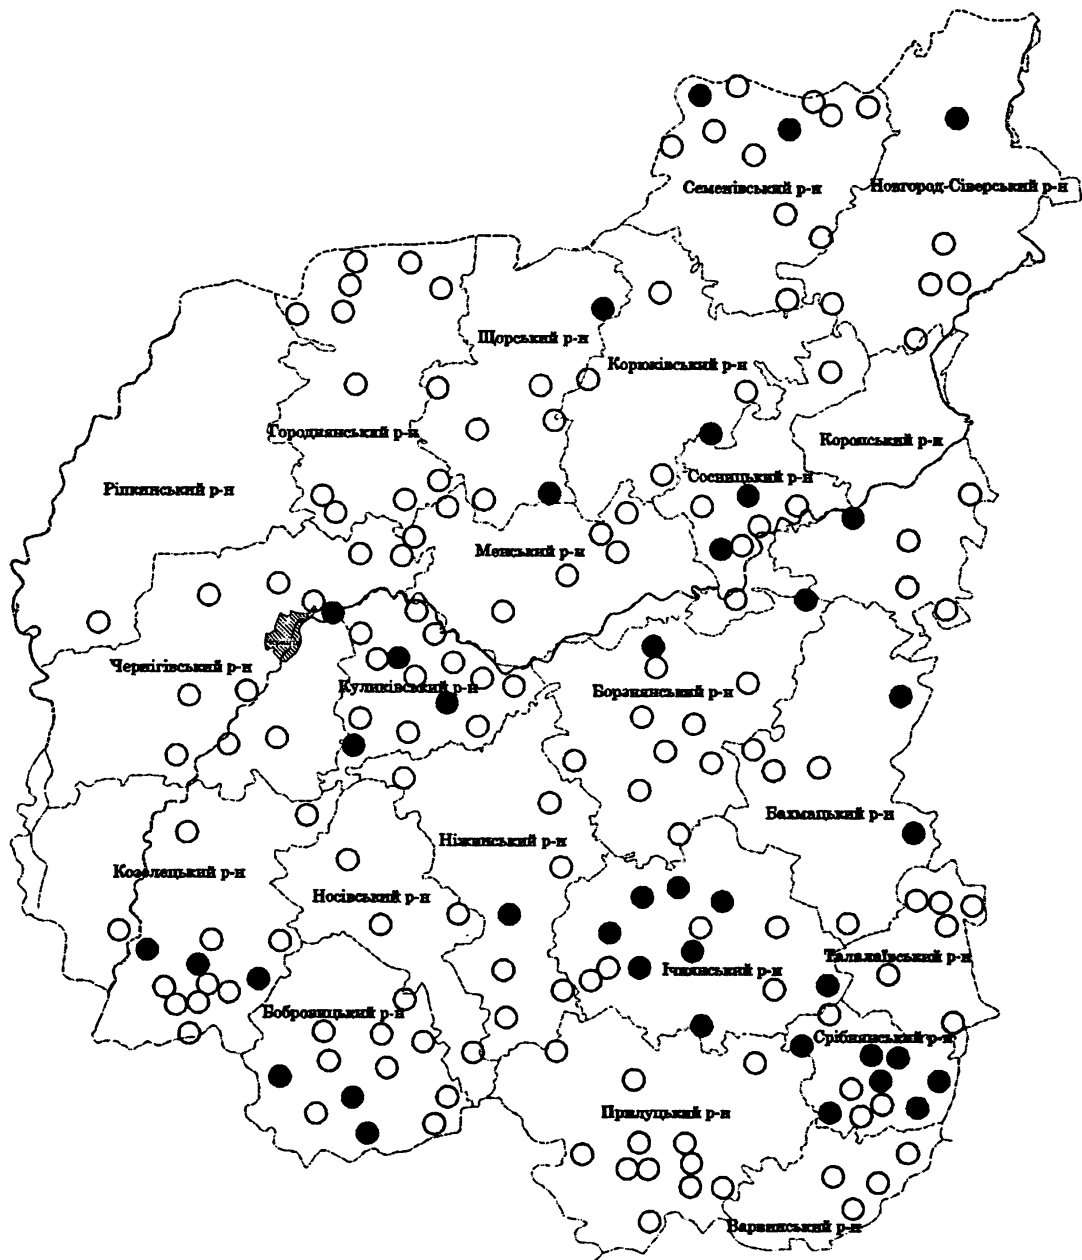 Семенівський р-н
Новгород-Сіверський р-н
Щорський р-н
Корюківський р-н
Городнянський р-н
Коропський р-н
Ріпкинський р-н
Сосницький р-н
Менський р-н
Чернігівський р-н
Куликівський р-н
Борзнянський р-н
Бахмацький р-н
Ніжинський р-н
Козелецький р-н
Носівський р-н
Талалаївський р-н
Ічнянський р-н
Бобровицький р-н
Срібнянський р-н
Прилуцький р-н
Варвинський р-н